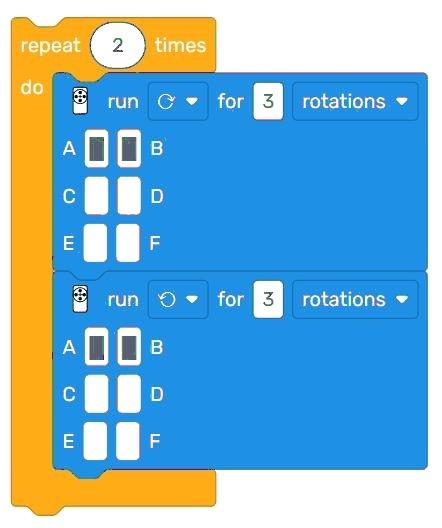 repeat 2 times
do
run for 3 rotations
A B
C D
E F
run for 3 rotations
A B
C D
E F